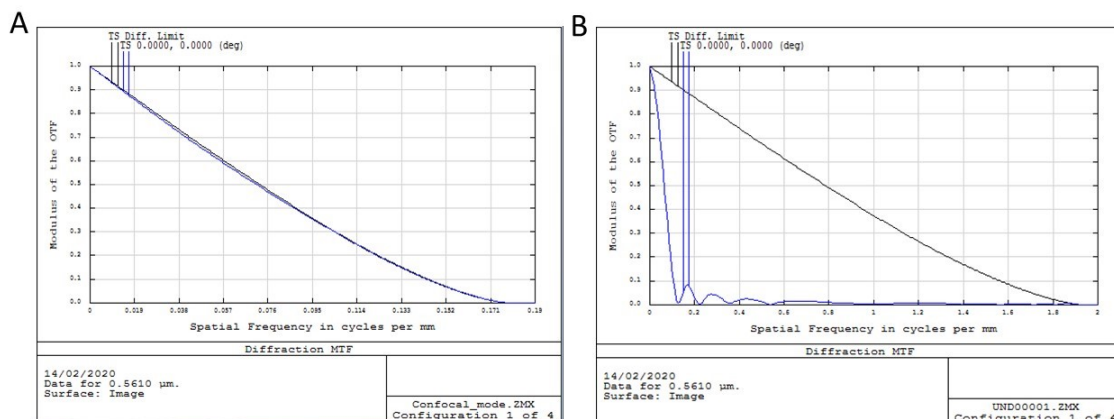 A
TS Diff. Limit
TS 0.0000, 0.0000 (deg)
Modulus of the OTF
1.0
0.9
0.8
0.7
0.6
0.5
0.4
0.3
0.2
0.1
0.0
0 0.019 0.038 0.057 0.076 0.095 0.114 0.133 0.152 0.171 0.19
Spatial Frequency in cycles per mm
Diffraction MTF
14/02/2020
Data for 0.5610 µm.
Surface: Image
Confocal_mode.ZMX
Configuration 1 of 4
B
TS Diff. Limit
TS 0.0000, 0.0000 (deg)
Modulus of the OTF
1.0
0.9
0.8
0.7
0.6
0.5
0.4
0.3
0.2
0.1
0.0
0 0.2 0.4 0.6 0.8 1 1.2 1.4 1.6 1.8 2
Spatial Frequency in cycles per mm
Diffraction MTF
14/02/2020
Data for 0.5610 µm.
Surface: Image
UND00001.ZMX
Configuration 1 of 4